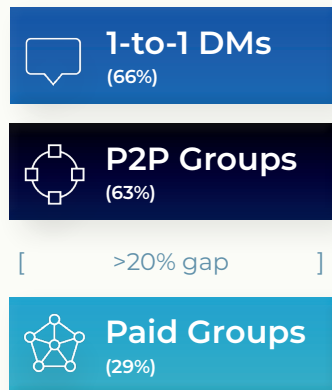 1-to-1 DMs
(66%)
P2P Groups
(63%)
[ >20% gap ]
Paid Groups
(29%)